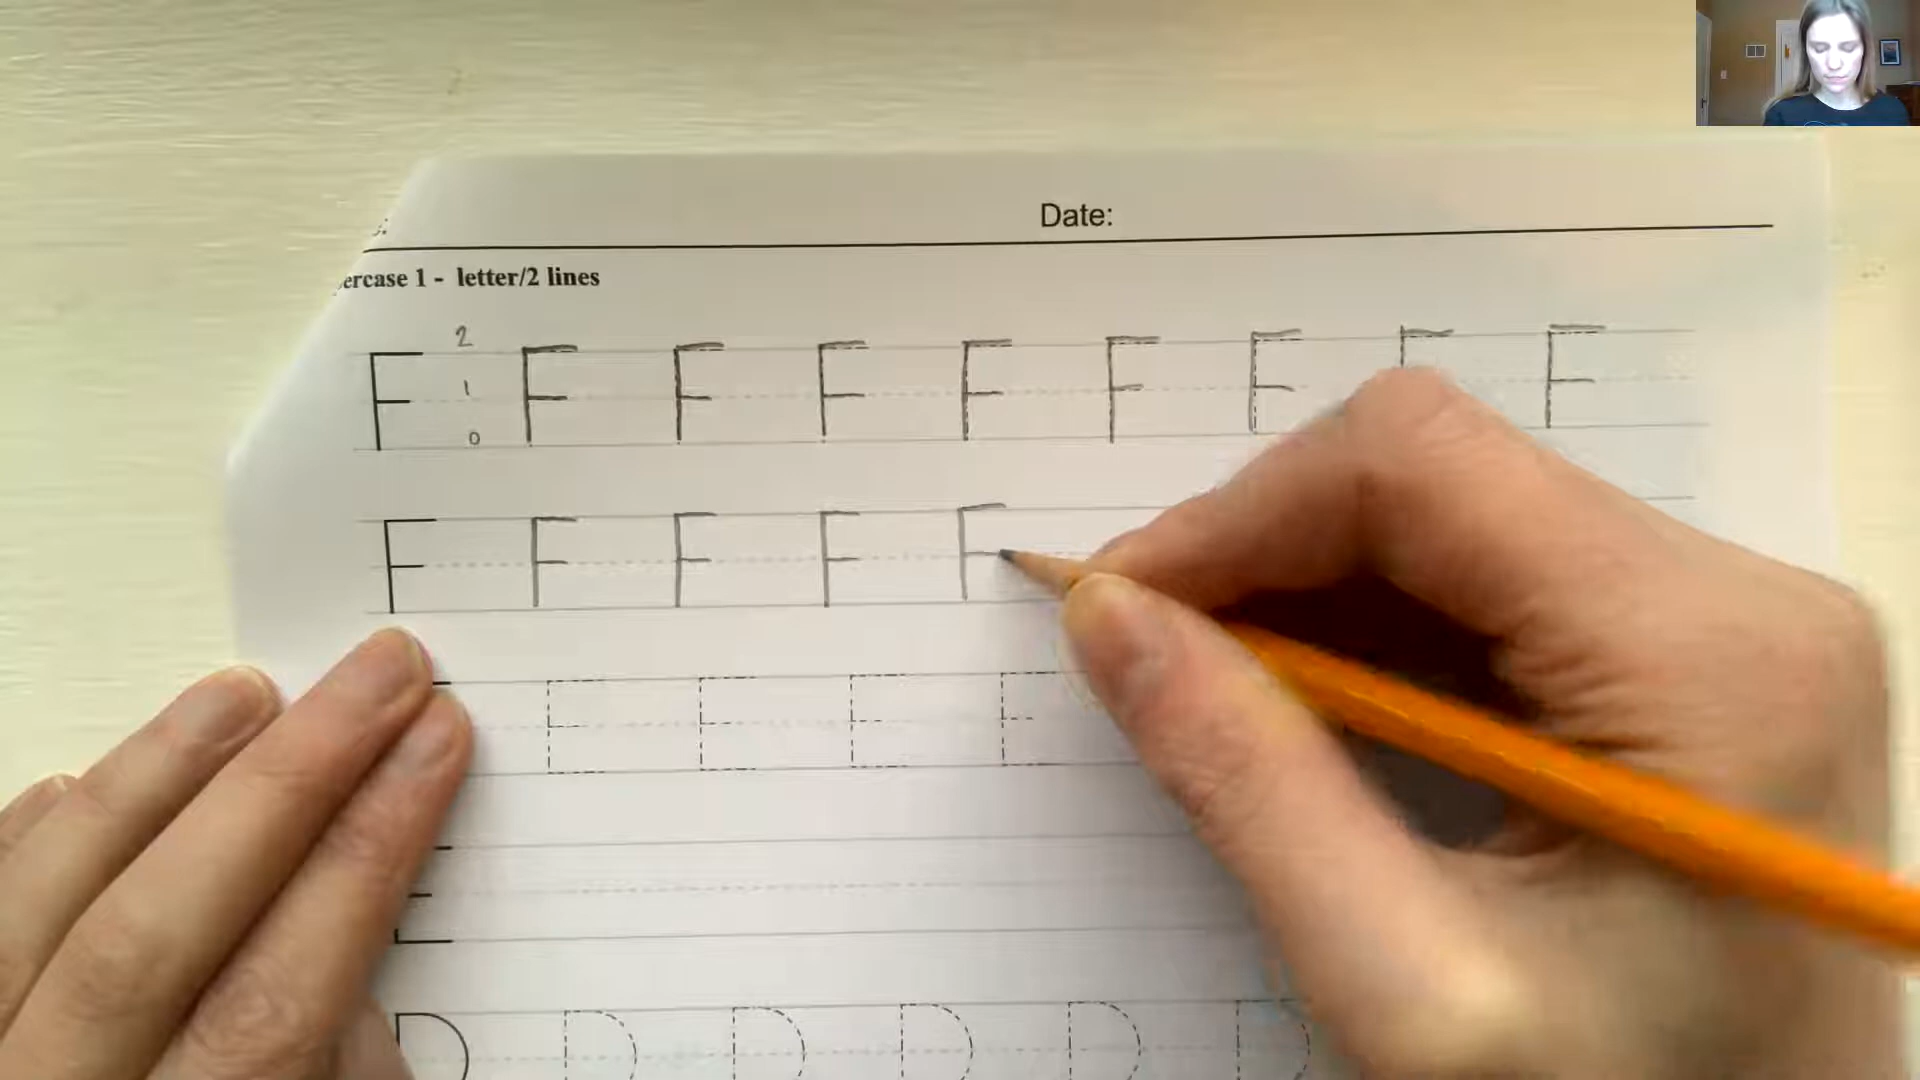 Date:
ercase 1 - letter/2 lines
2
F F F F F F F F F
1
0
F F F F F
E E E E
E
D D D D D D